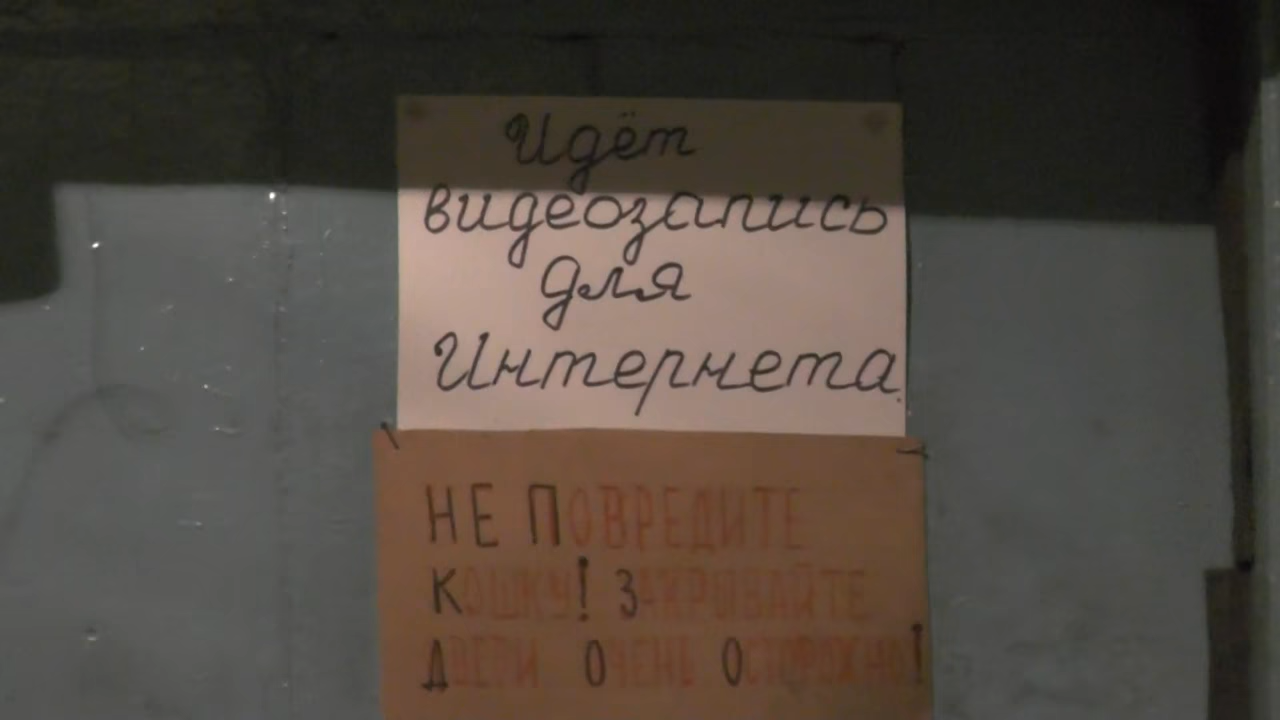 Идёт
видеозапись
для
Интернета.
НЕ ПОВРЕДИТЕ
КОШКУ! ЗАКРЫВАЙТЕ
ДВЕРИ ОЧЕНЬ ОСТОРОЖНО!